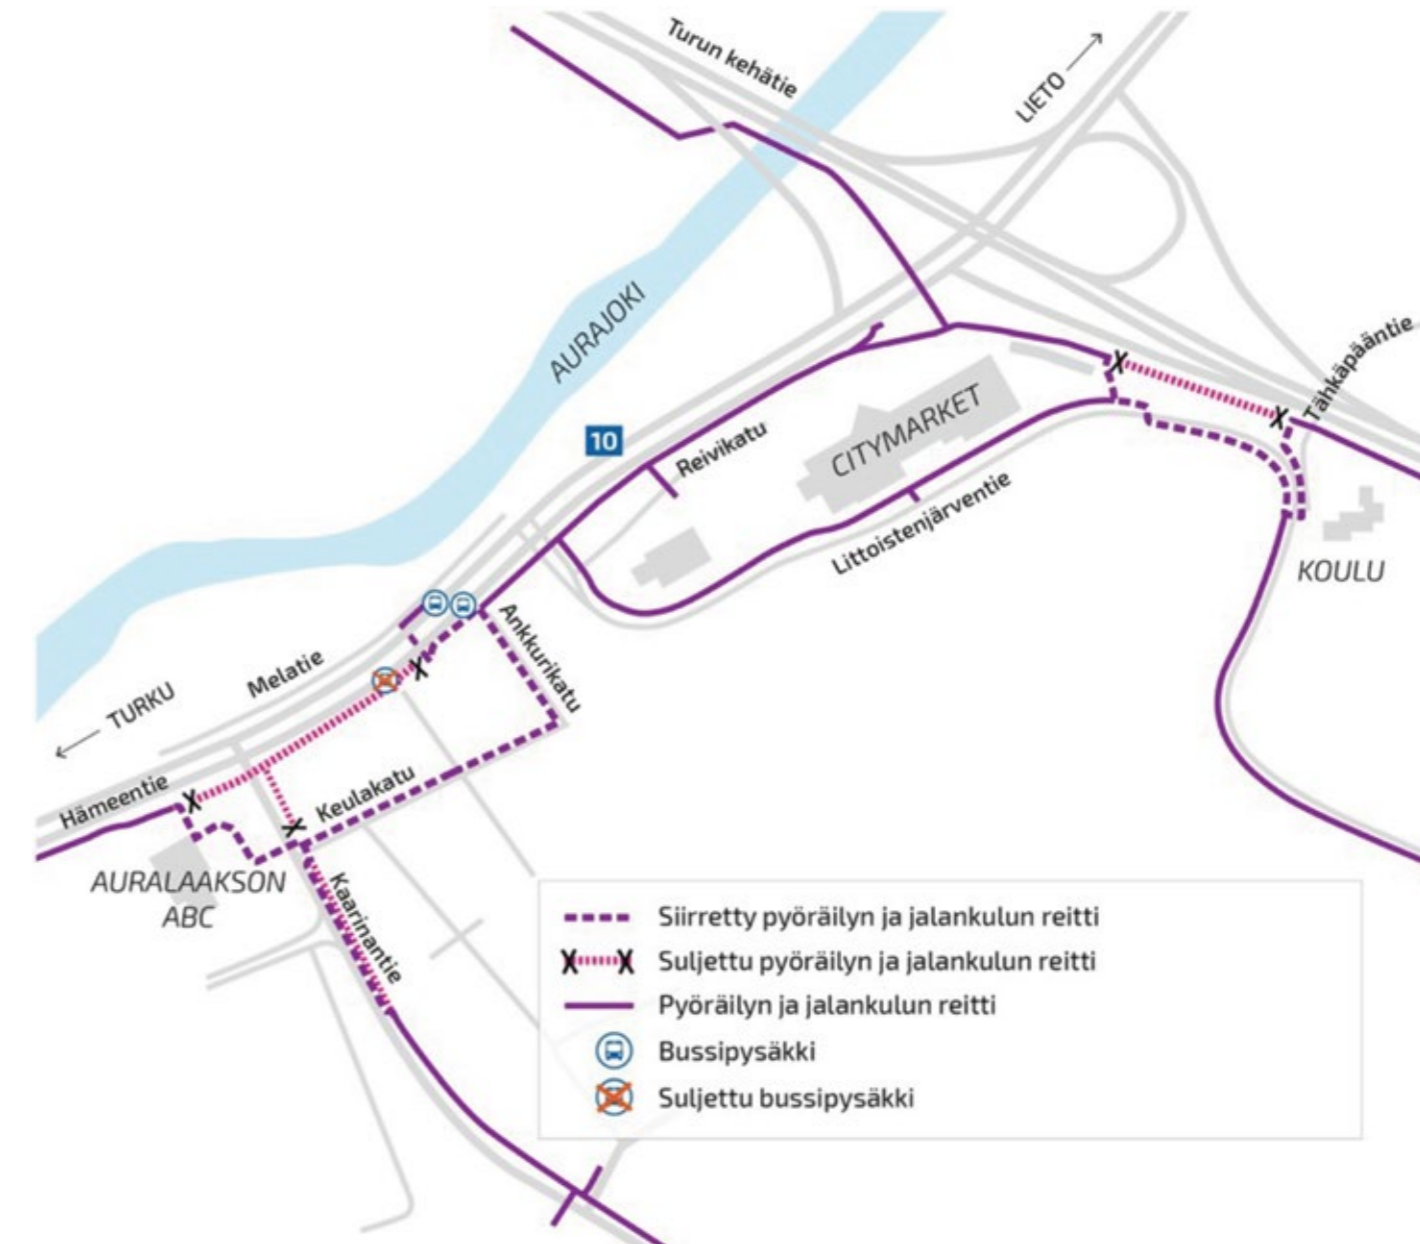 Turun kehätie
LIETO
AURAJOKI
Tähkäpääntie
10
Reivikatu
CITYMARKET
Littoistenjärventie
KOULU
Ankkurikatu
Melatie
TURKU
Hämeentie
Keulakatu
AURALAAKSON
ABC
Kaarinantie
Siirretty pyöräilyn ja jalankulun reitti
Suljettu pyöräilyn ja jalankulun reitti
Pyöräilyn ja jalankulun reitti
Bussipysäkki
Suljettu bussipysäkki